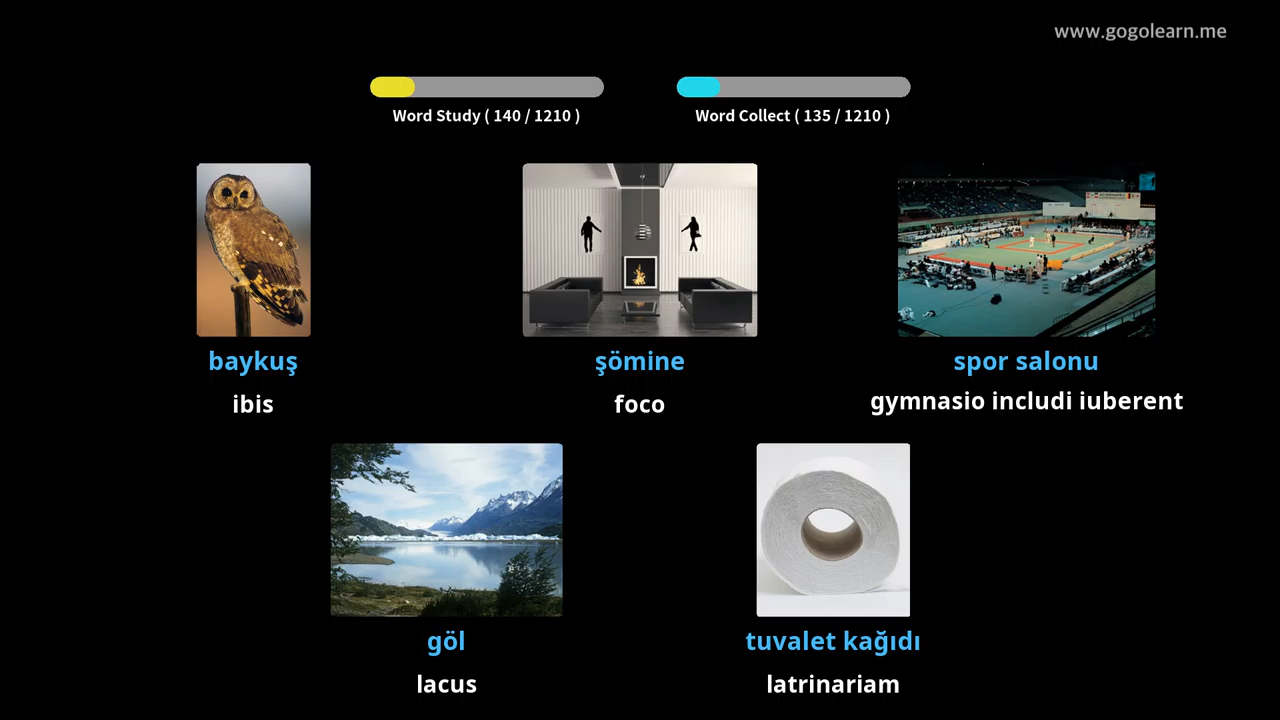 www.gogolearn.me
Word Study ( 140 / 1210 )
Word Collect ( 135 / 1210 )
baykuş
ibis
şömine
foco
spor salonu
gymnasio includi iuberent
göl
lacus
tuvalet kağıdı
latrinariam